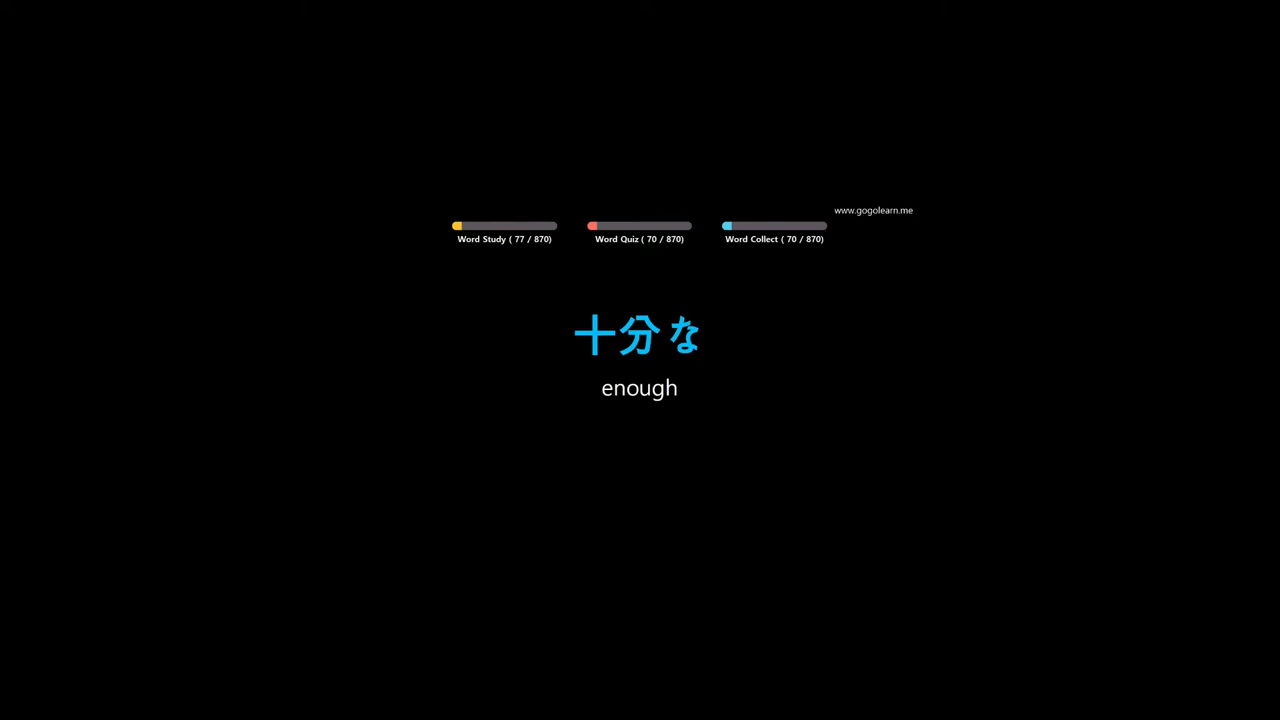 www.gogolearn.me
Word Study ( 77 / 870)
Word Quiz ( 70 / 870)
Word Collect ( 70 / 870)
十分な
enough